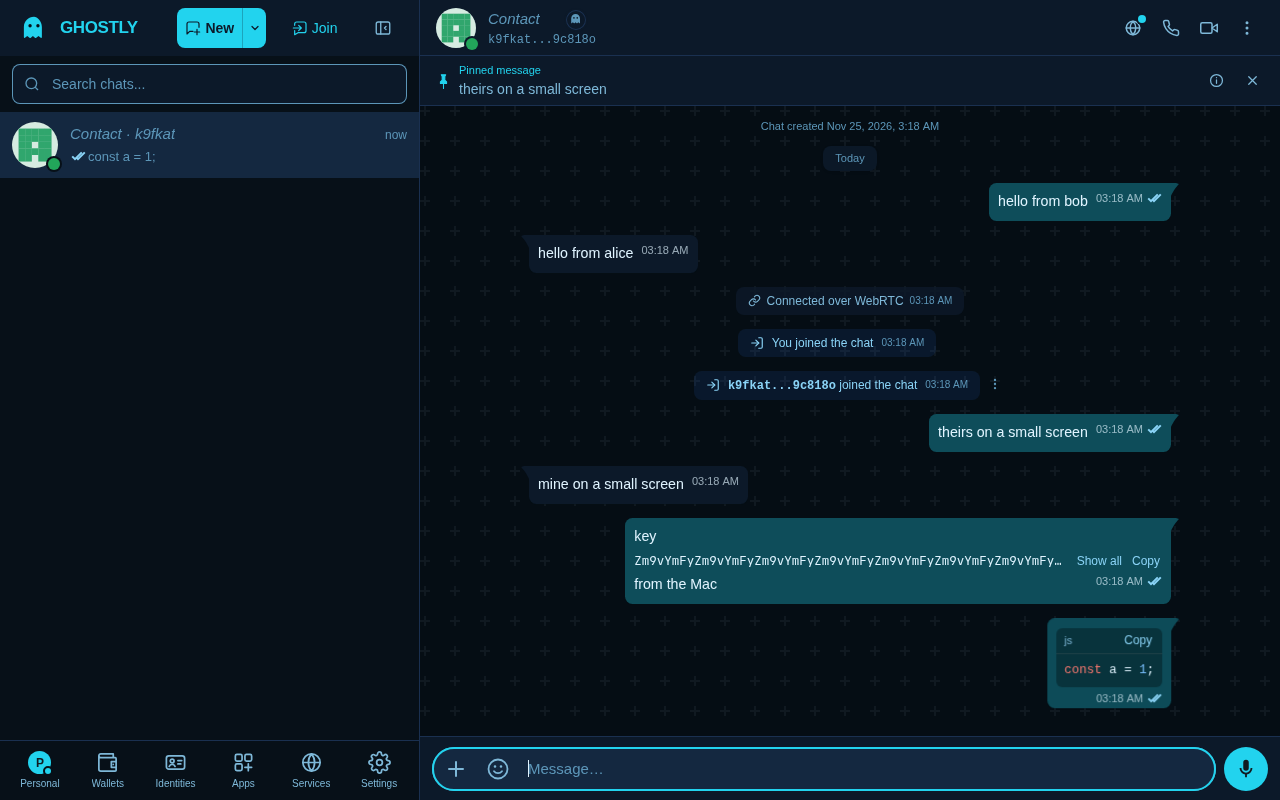 GHOSTLY
New
Join
Search chats...
Contact · k9fkat
now
const a = 1;
Personal
Wallets
Identities
Apps
Services
Settings
Contact
k9fkat...9c818o
Pinned message
theirs on a small screen
Chat created Nov 25, 2026, 3:18 AM
Today
hello from bob 03:18 AM
hello from alice 03:18 AM
Connected over WebRTC 03:18 AM
You joined the chat 03:18 AM
k9fkat...9c818o joined the chat 03:18 AM
theirs on a small screen 03:18 AM
mine on a small screen 03:18 AM
key
Zm9vYmFyZm9vYmFyZm9vYmFyZm9vYmFyZm9vYmFyZm9vYmFyZm9vYmFy… Show all Copy
from the Mac 03:18 AM
js Copy
const a = 1;
03:18 AM
Message…
P